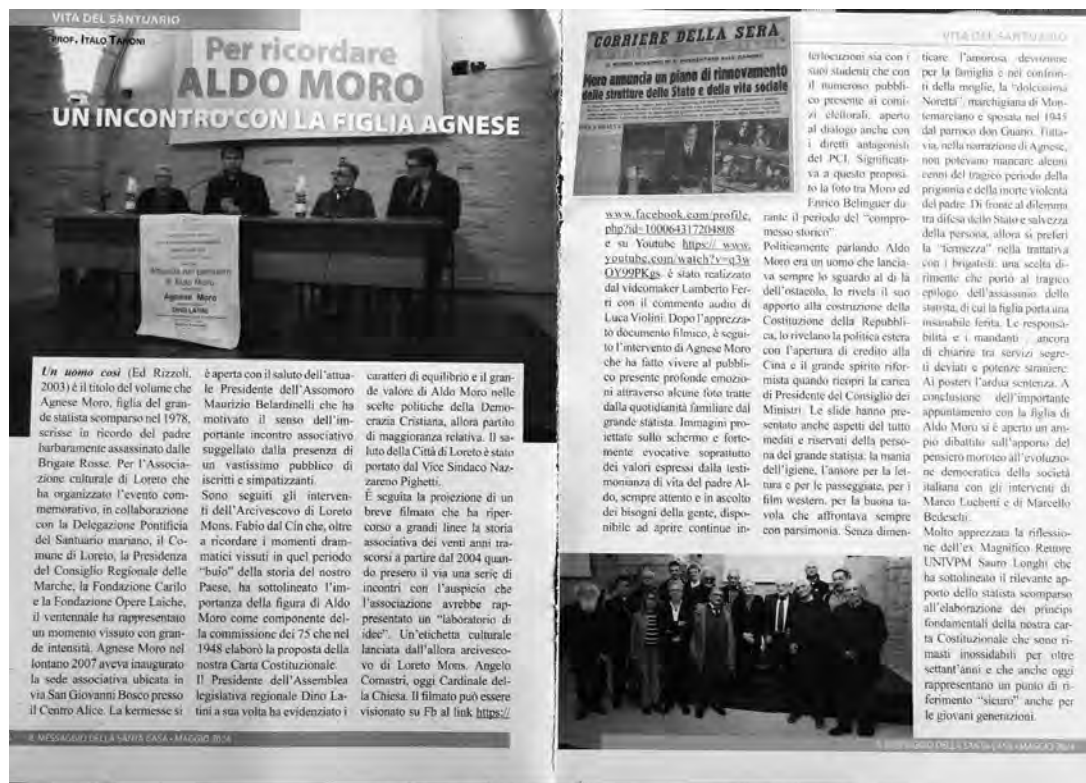 VITA DEL SANTUARIO
PROF. ITALO TANONI
Per ricordare
ALDO MORO
UN INCONTRO CON LA FIGLIA AGNESE
Agnese Moro
Un uomo così (Ed Rizzoli,
2003) è il titolo del volume che
Agnese Moro, figlia del gran-
de statista scomparso nel 1978,
scrisse in ricordo del padre
barbaramente assassinato dalle
Brigate Rosse. Per l'Associa-
zione culturale di Loreto che
ha organizzato l'evento com-
memorativo, in collaborazione
con la Delegazione Pontificia
del Santuario mariano, il Co-
mune di Loreto, la Presidenza
del Consiglio Regionale delle
Marche, la Fondazione Carilo
e la Fondazione Opere Laiche,
il ventennale ha rappresentato
un momento vissuto con gran-
de intensità. Agnese Moro nel
lontano 2007 aveva inaugurato
la sede associativa ubicata in
via San Giovanni Bosco presso
il Centro Alice. La kermesse si
è aperta con il saluto dell'attua-
le Presidente dell'Assomoro
Maurizio Belardinelli che ha
motivato il senso dell'im-
portante incontro associativo
suggellato dalla presenza di
un vastissimo pubblico di
iscritti e simpatizzanti.
Sono seguiti gli interven-
ti dell'Arcivescovo di Loreto
Mons. Fabio dal Cin che, oltre
a ricordare i momenti dram-
matici vissuti in quel periodo
"buio" della storia del nostro
Paese, ha sottolineato l'im-
portanza della figura di Aldo
Moro come componente del-
la commissione dei 75 che nel
1948 elaborò la proposta della
nostra Carta Costituzionale.
Il Presidente dell'Assemblea
legislativa regionale Dino La-
tini a sua volta ha evidenziato i
caratteri di equilibrio e il gran-
de valore di Aldo Moro nelle
scelte politiche della Demo-
crazia Cristiana, allora partito
di maggioranza relativa. Il sa-
luto della Città di Loreto è stato
portato dal Vice Sindaco Naz-
zareno Pighetti.
È seguita la proiezione di un
breve filmato che ha riper-
corso a grandi linee la storia
associativa dei venti anni tra-
scorsi a partire dal 2004 quan-
do presero il via una serie di
incontri con l'auspicio che
l'associazione avrebbe rap-
presentato un "laboratorio di
idee". Un'etichetta culturale
lanciata dall'allora arcivesco-
vo di Loreto Mons. Angelo
Comastri, oggi Cardinale del-
la Chiesa. Il filmato può essere
visionato su Fb al link https://
IL MESSAGGIO DELLA SANTA CASA • MAGGIO 2024
VITA DEL SANTUARIO
CORRIERE DELLA SERA
Moro annuncia un piano di rinnovamento
delle strutture dello Stato e della vita sociale
www.facebook.com/profile.
php?id=100064317204808
e su Youtube https:// www.
youtube.com/watch?v=q3w
OY99PKgs. è stato realizzato
dal videomaker Lamberto Fer-
ri con il commento audio di
Luca Violini. Dopo l'apprezza-
to documento filmico, è segui-
to l'intervento di Agnese Moro
che ha fatto vivere al pubbli-
co presente profonde emozio-
ni attraverso alcune foto tratte
dalla quotidianità familiare dal
grande statista. Immagini pro-
iettate sullo schermo e forte-
mente evocative soprattutto
dei valori espressi dalla testi-
monianza di vita del padre Al-
do, sempre attento e in ascolto
dei bisogni della gente, dispo-
nibile ad aprire continue in-
terlocuzioni sia con i
suoi studenti che con
il numeroso pubbli-
co presente ai comi-
zi elettorali, aperto
al dialogo anche con
i diretti antagonisti
del PCI. Significati-
va a questo proposi-
to la foto tra Moro ed
Enrico Belinguer du-
rante il periodo del "compro-
messo storico".
Politicamente parlando Aldo
Moro era un uomo che lancia-
va sempre lo sguardo al di là
dell'ostacolo, lo rivela il suo
apporto alla costruzione della
Costituzione della Repubbli-
ca, lo rivelano la politica estera
con l'apertura di credito alla
Cina e il grande spirito rifor-
mista quando ricoprì la carica
di Presidente del Consiglio dei
Ministri. Le slide hanno pre-
sentato anche aspetti del tutto
inediti e riservati della perso-
na del grande statista: la mania
dell'igiene, l'amore per la let-
tura e per le passeggiate, per i
film western, per la buona ta-
vola che affrontava sempre
con parsimonia. Senza dimen-
ticare, l'amorosa devozione
per la famiglia e nei confron-
ti della moglie, la "dolcissima
Noretta", marchigiana di Mon-
temarciano e sposata nel 1945
dal parroco don Guano. Tutta-
via, nella narrazione di Agnese,
non potevano mancare alcuni
cenni del tragico periodo della
prigionia e della morte violenta
del padre. Di fronte al dilemma
tra difesa dello Stato e salvezza
della persona, allora si preferì
la "fermezza" nella trattativa
con i brigatisti: una scelta di-
rimente che portò al tragico
epilogo dell'assassinio dello
statista, di cui la figlia porta una
insanabile ferita. Le responsa-
bilità e i mandanti ancora
di chiarire tra servizi segre-
ti deviati e potenze straniere.
Ai posteri l'ardua sentenza. A
conclusione dell'importante
appuntamento con la figlia di
Aldo Moro si è aperto un am-
pio dibattito sull'apporto del
pensiero moroteo all'evoluzio-
ne democratica della società
italiana con gli interventi di
Marco Luchetti e di Marcello
Bedeschi.
Molto apprezzata la riflessio-
ne dell'ex Magnifico Rettore
UNIVPM Sauro Longhi che
ha sottolineato il rilevante ap-
porto dello statista scomparso
all'elaborazione dei principi
fondamentali della nostra car-
ta Costituzionale che sono ri-
masti inossidabili per oltre
settant'anni e che anche oggi
rappresentano un punto di ri-
ferimento "sicuro" anche per
le giovani generazioni.
IL MESSAGGIO DELLA SANTA CASA • MAGGIO 2024